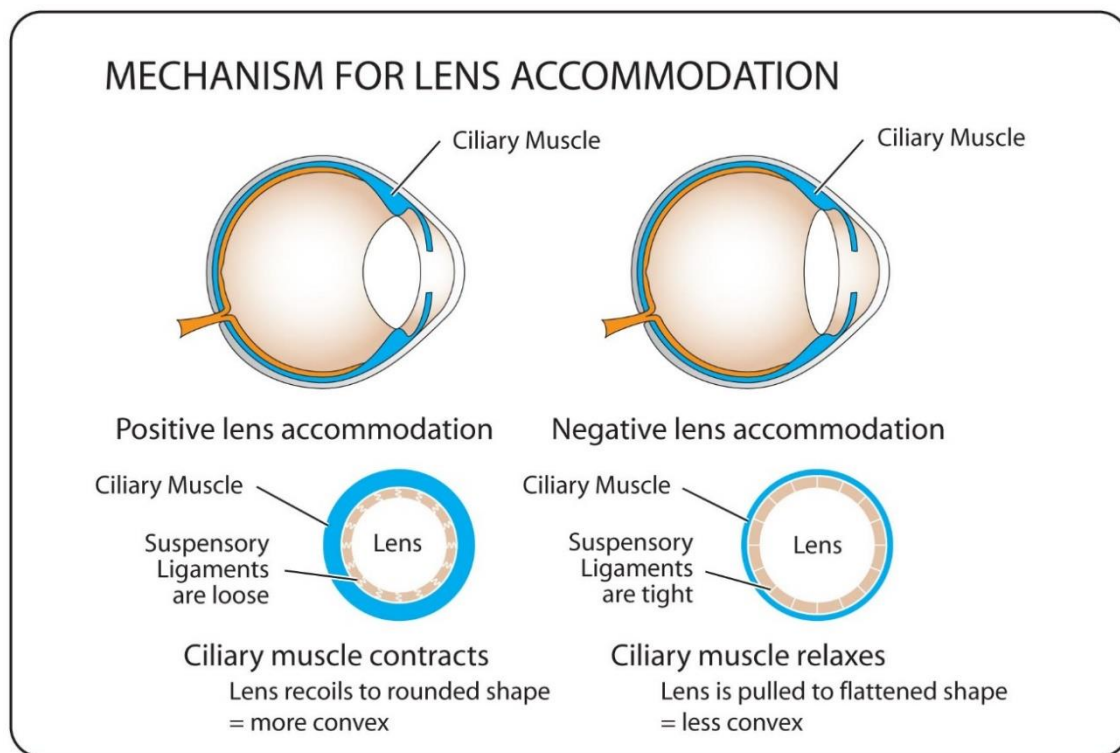 MECHANISM FOR LENS ACCOMMODATION
Ciliary Muscle
Ciliary Muscle
Positive lens accommodation
Negative lens accommodation
Ciliary Muscle
Lens
Suspensory
Ligaments
are loose
Ciliary Muscle
Lens
Suspensory
Ligaments
are tight
Ciliary muscle contracts
Lens recoils to rounded shape
= more convex
Ciliary muscle relaxes
Lens is pulled to flattened shape
= less convex